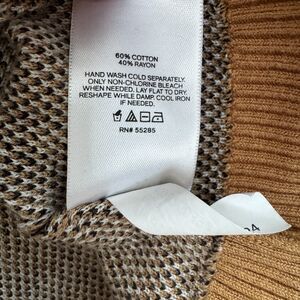 60% COTTON
40% RAYON
HAND WASH COLD SEPARATELY.
ONLY NON-CHLORINE BLEACH
WHEN NEEDED. LAY FLAT TO DRY.
RESHAPE WHILE DAMP. COOL IRON
IF NEEDED.
RN# 55285